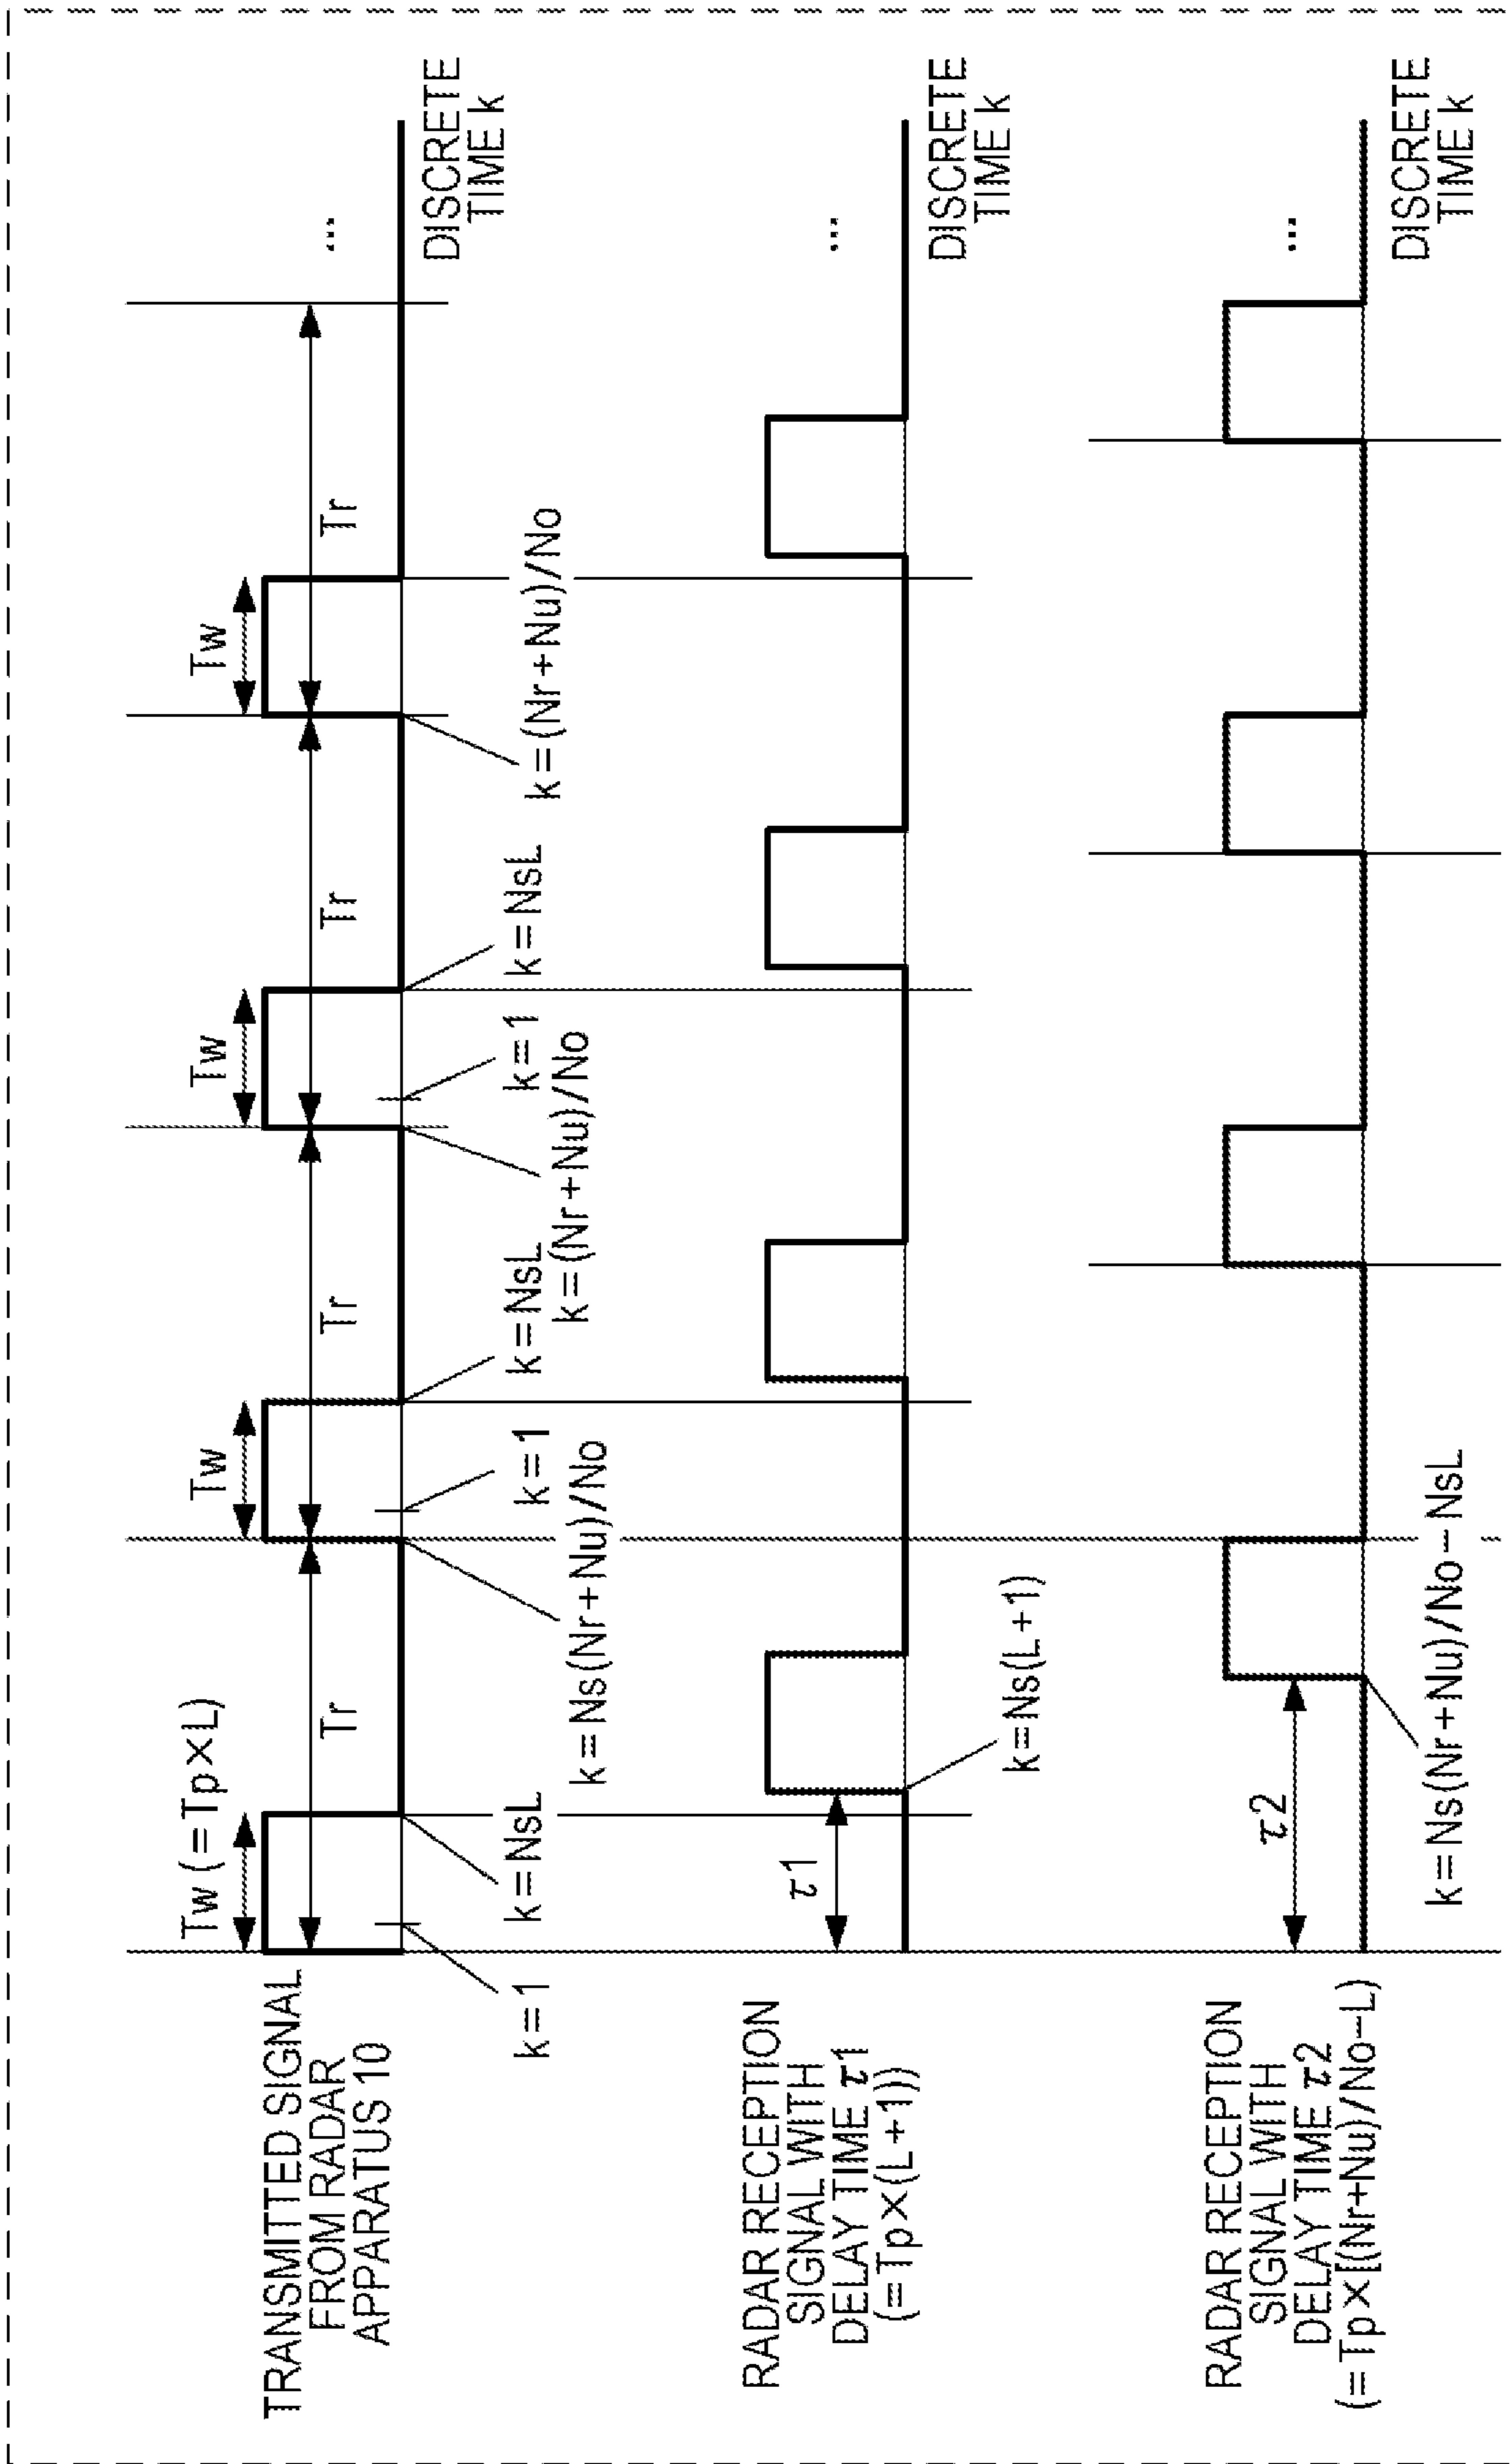 TRANSMITTED SIGNAL
FROM RADAR
APPARATUS 10
Tw (=Tp×L)
Tw
Tw
Tw
Tr
Tr
Tr
Tr
...
k=1
k=NsL
k=Ns(Nr+Nu)/No
k=1
k=NsL
k=(Nr+Nu)/No
k=1
k=NsL
k=(Nr+Nu)/No
DISCRETE
TIME k
RADAR RECEPTION
SIGNAL WITH
DELAY TIME τ1
(=Tp×(L+1))
τ1
k=Ns(L+1)
...
DISCRETE
TIME k
RADAR RECEPTION
SIGNAL WITH
DELAY TIME τ2
(=Tp×[(Nr+Nu)/No-L)
τ2
k=Ns(Nr+Nu)/No-NsL
...
DISCRETE
TIME k